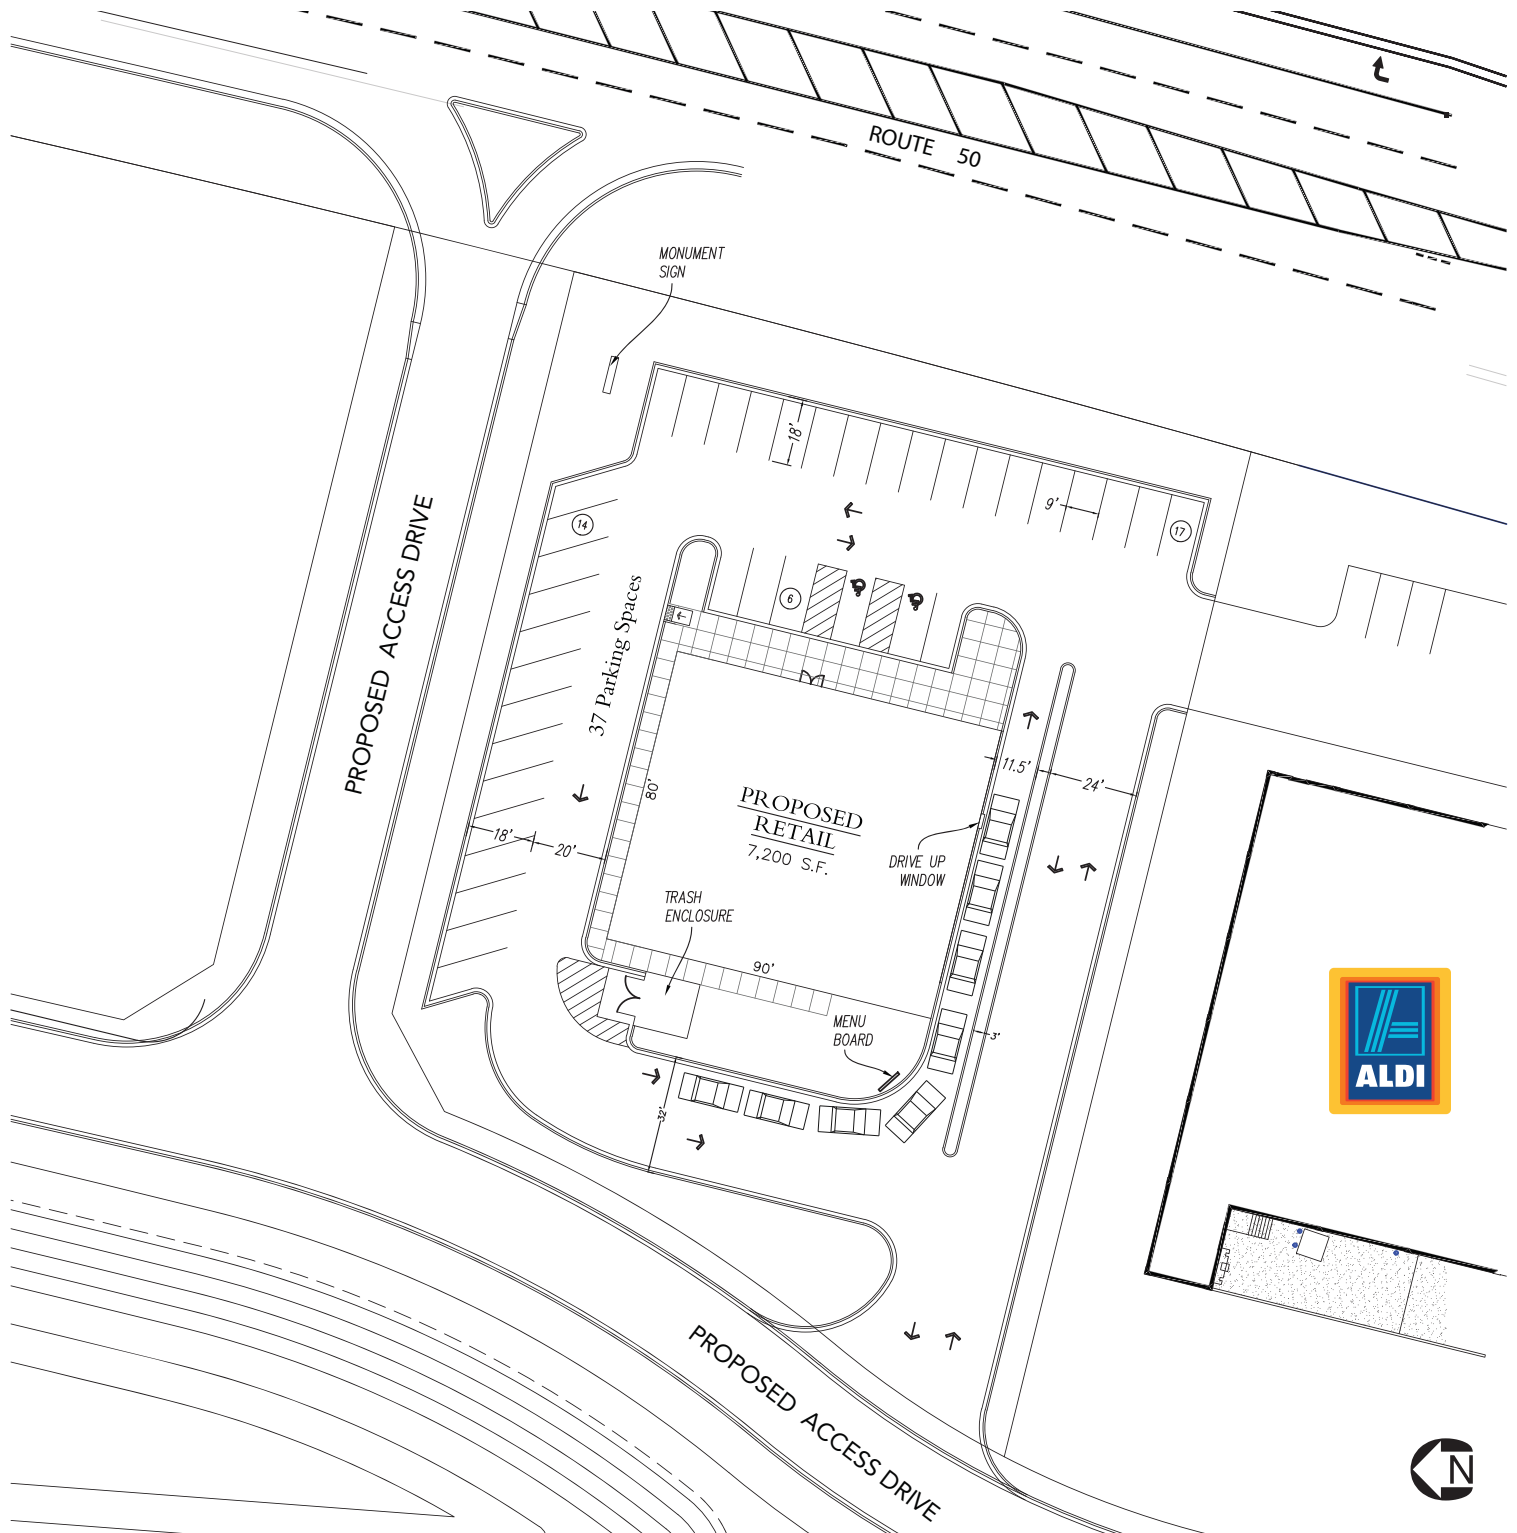 ROUTE 50
MONUMENT
SIGN
18'
9'
14
17
PROPOSED ACCESS DRIVE
37 Parking Spaces
6
80'
11.5'
24'
PROPOSED
RETAIL
7,200 S.F.
18'
20'
DRIVE UP
WINDOW
TRASH
ENCLOSURE
90'
MENU
BOARD
3'
32'
ALDI
PROPOSED ACCESS DRIVE
N